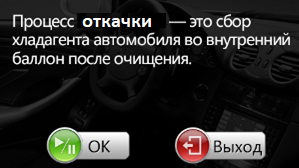 Процесс откачки — это сбор
хладагента автомобиля во внутренний
баллон после очищения.
OK Выход